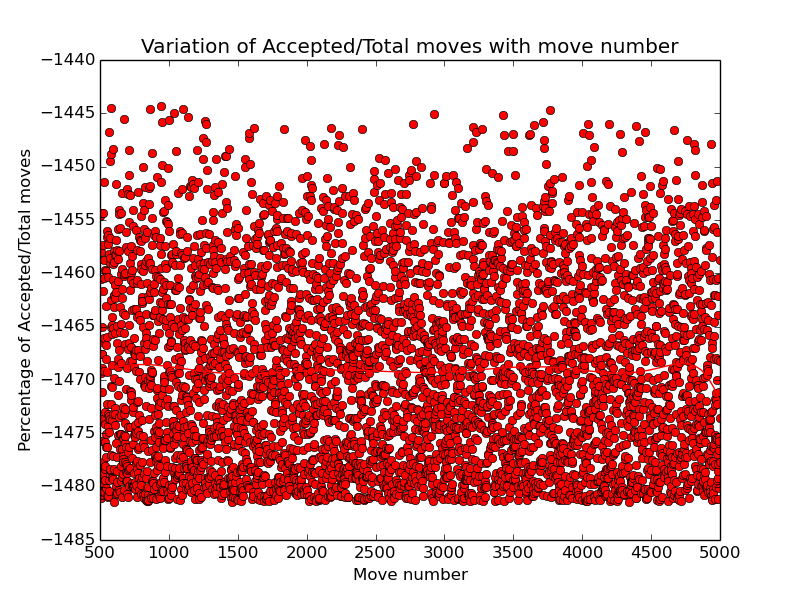 Variation of Accepted/Total moves with move number
−1440
−1445
−1450
−1455
−1460
−1465
−1470
−1475
−1480
−1485
Percentage of Accepted/Total moves
500 1000 1500 2000 2500 3000 3500 4000 4500 5000
Move number